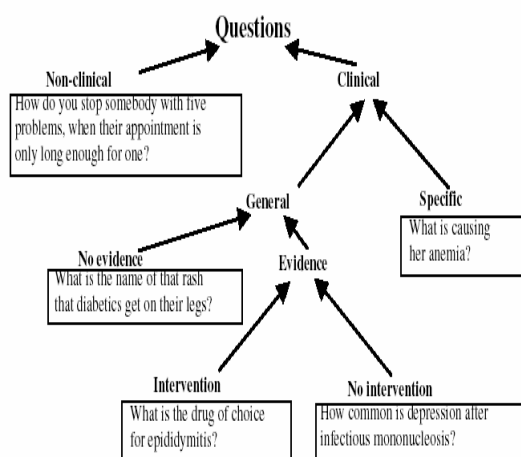 Questions
Non-clinical
Clinical
How do you stop somebody with five
problems, when their appointment is
only long enough for one?
General
Specific
What is causing
her anemia?
No evidence
What is the name of that rash
that diabetics get on their legs?
Evidence
Intervention
What is the drug of choice
for epididymitis?
No intervention
How common is depression after
infectious mononucleosis?